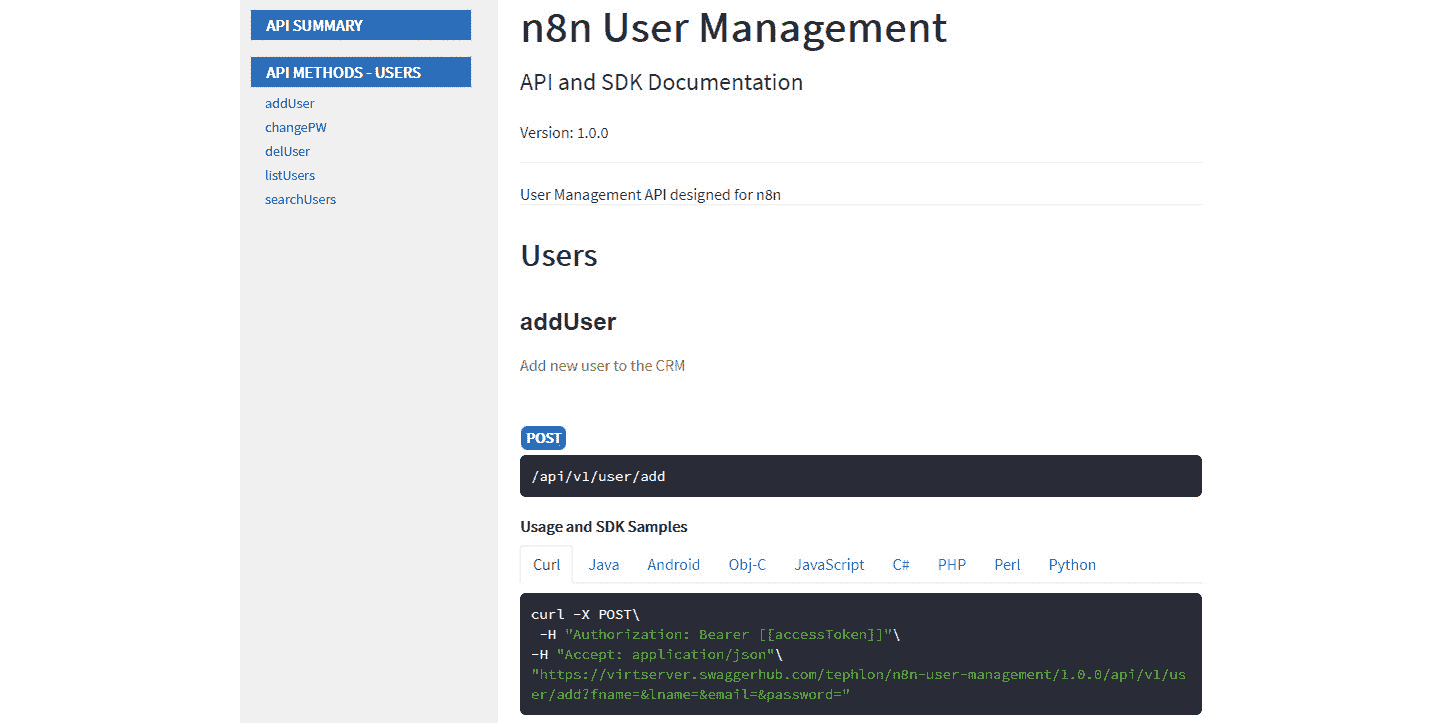 API SUMMARY
API METHODS - USERS
addUser
changePW
delUser
listUsers
searchUsers
n8n User Management
API and SDK Documentation
Version: 1.0.0
User Management API designed for n8n
Users
addUser
Add new user to the CRM
POST
/api/v1/user/add
Usage and SDK Samples
Curl Java Android Obj-C JavaScript C# PHP Perl Python
curl -X POST\
-H "Authorization: Bearer [[accessToken]]"\
-H "Accept: application/json"\
"https://virtserver.swaggerhub.com/tephlon/n8n-user-management/1.0.0/api/v1/us
er/add?fname=&lname=&email=&password="